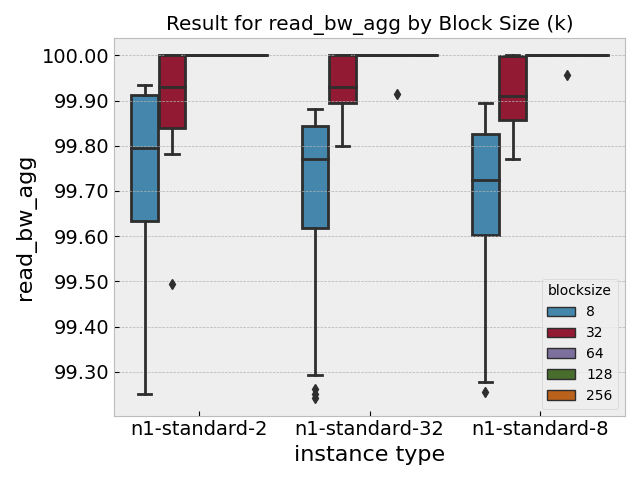 Result for read_bw_agg by Block Size (k)
read_bw_agg
100.00
99.90
99.80
99.70
99.60
99.50
99.40
99.30
blocksize
8
32
64
128
256
n1-standard-2 n1-standard-32 n1-standard-8
instance type